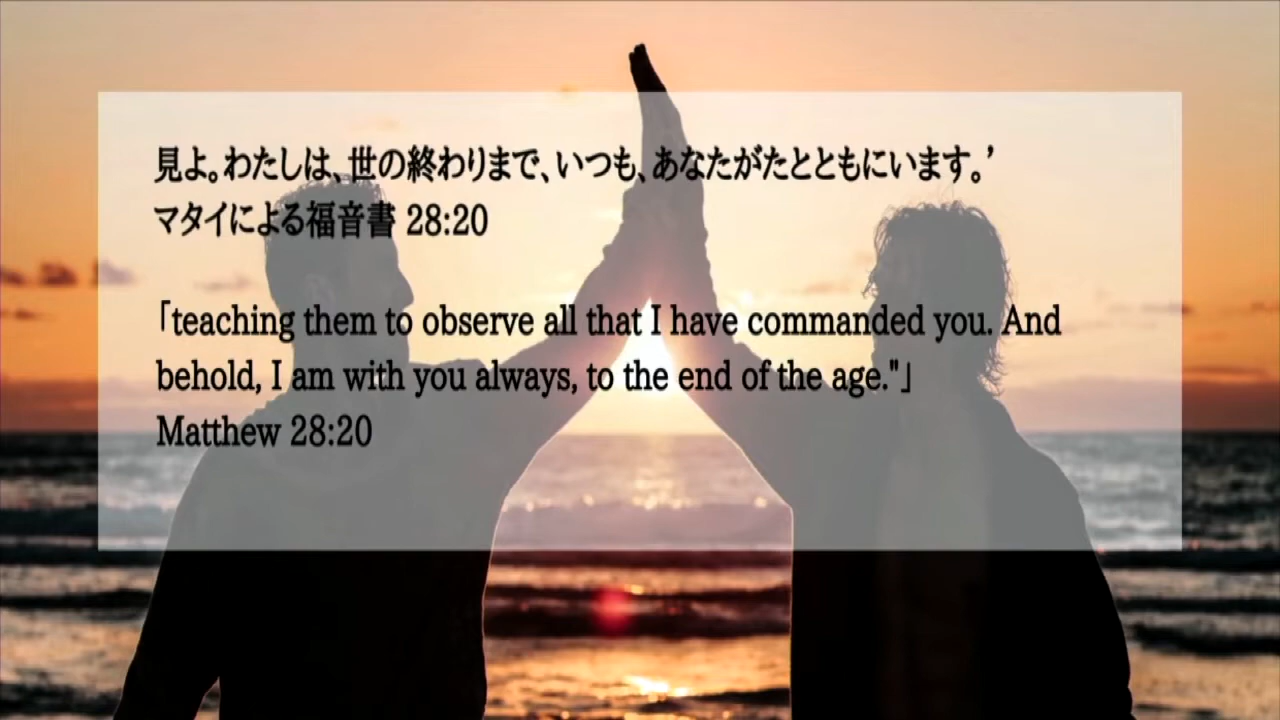 見よ。わたしは、世の終わりまで、いつも、あなたがたとともにいます。’
マタイによる福音書 28:20
「teaching them to observe all that I have commanded you. And
behold, I am with you always, to the end of the age."」
Matthew 28:20